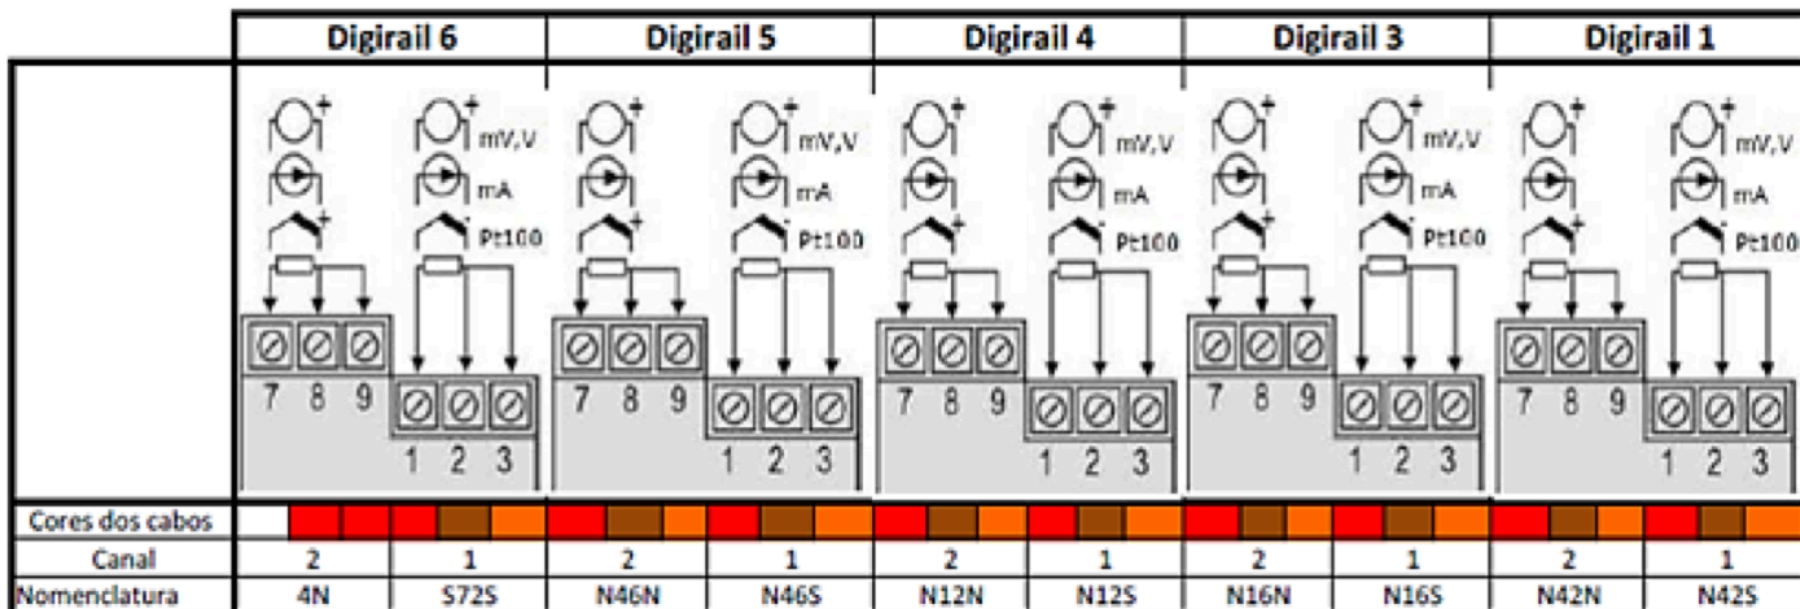 Digirail 6 Digirail 5 Digirail 4 Digirail 3 Digirail 1
+ + + + + + + + + +
mV,V mV,V mV,V mV,V mV,V
mA mA mA mA mA
+ - + - + - + - + -
Pt100 Pt100 Pt100 Pt100 Pt100
7 8 9 7 8 9 7 8 9 7 8 9 7 8 9
1 2 3 1 2 3 1 2 3 1 2 3 1 2 3
Cores dos cabos
Canal 2 1 2 1 2 1 2 1 2 1
Nomenclatura 4N S72S N46N N46S N12N N12S N16N N16S N42N N42S